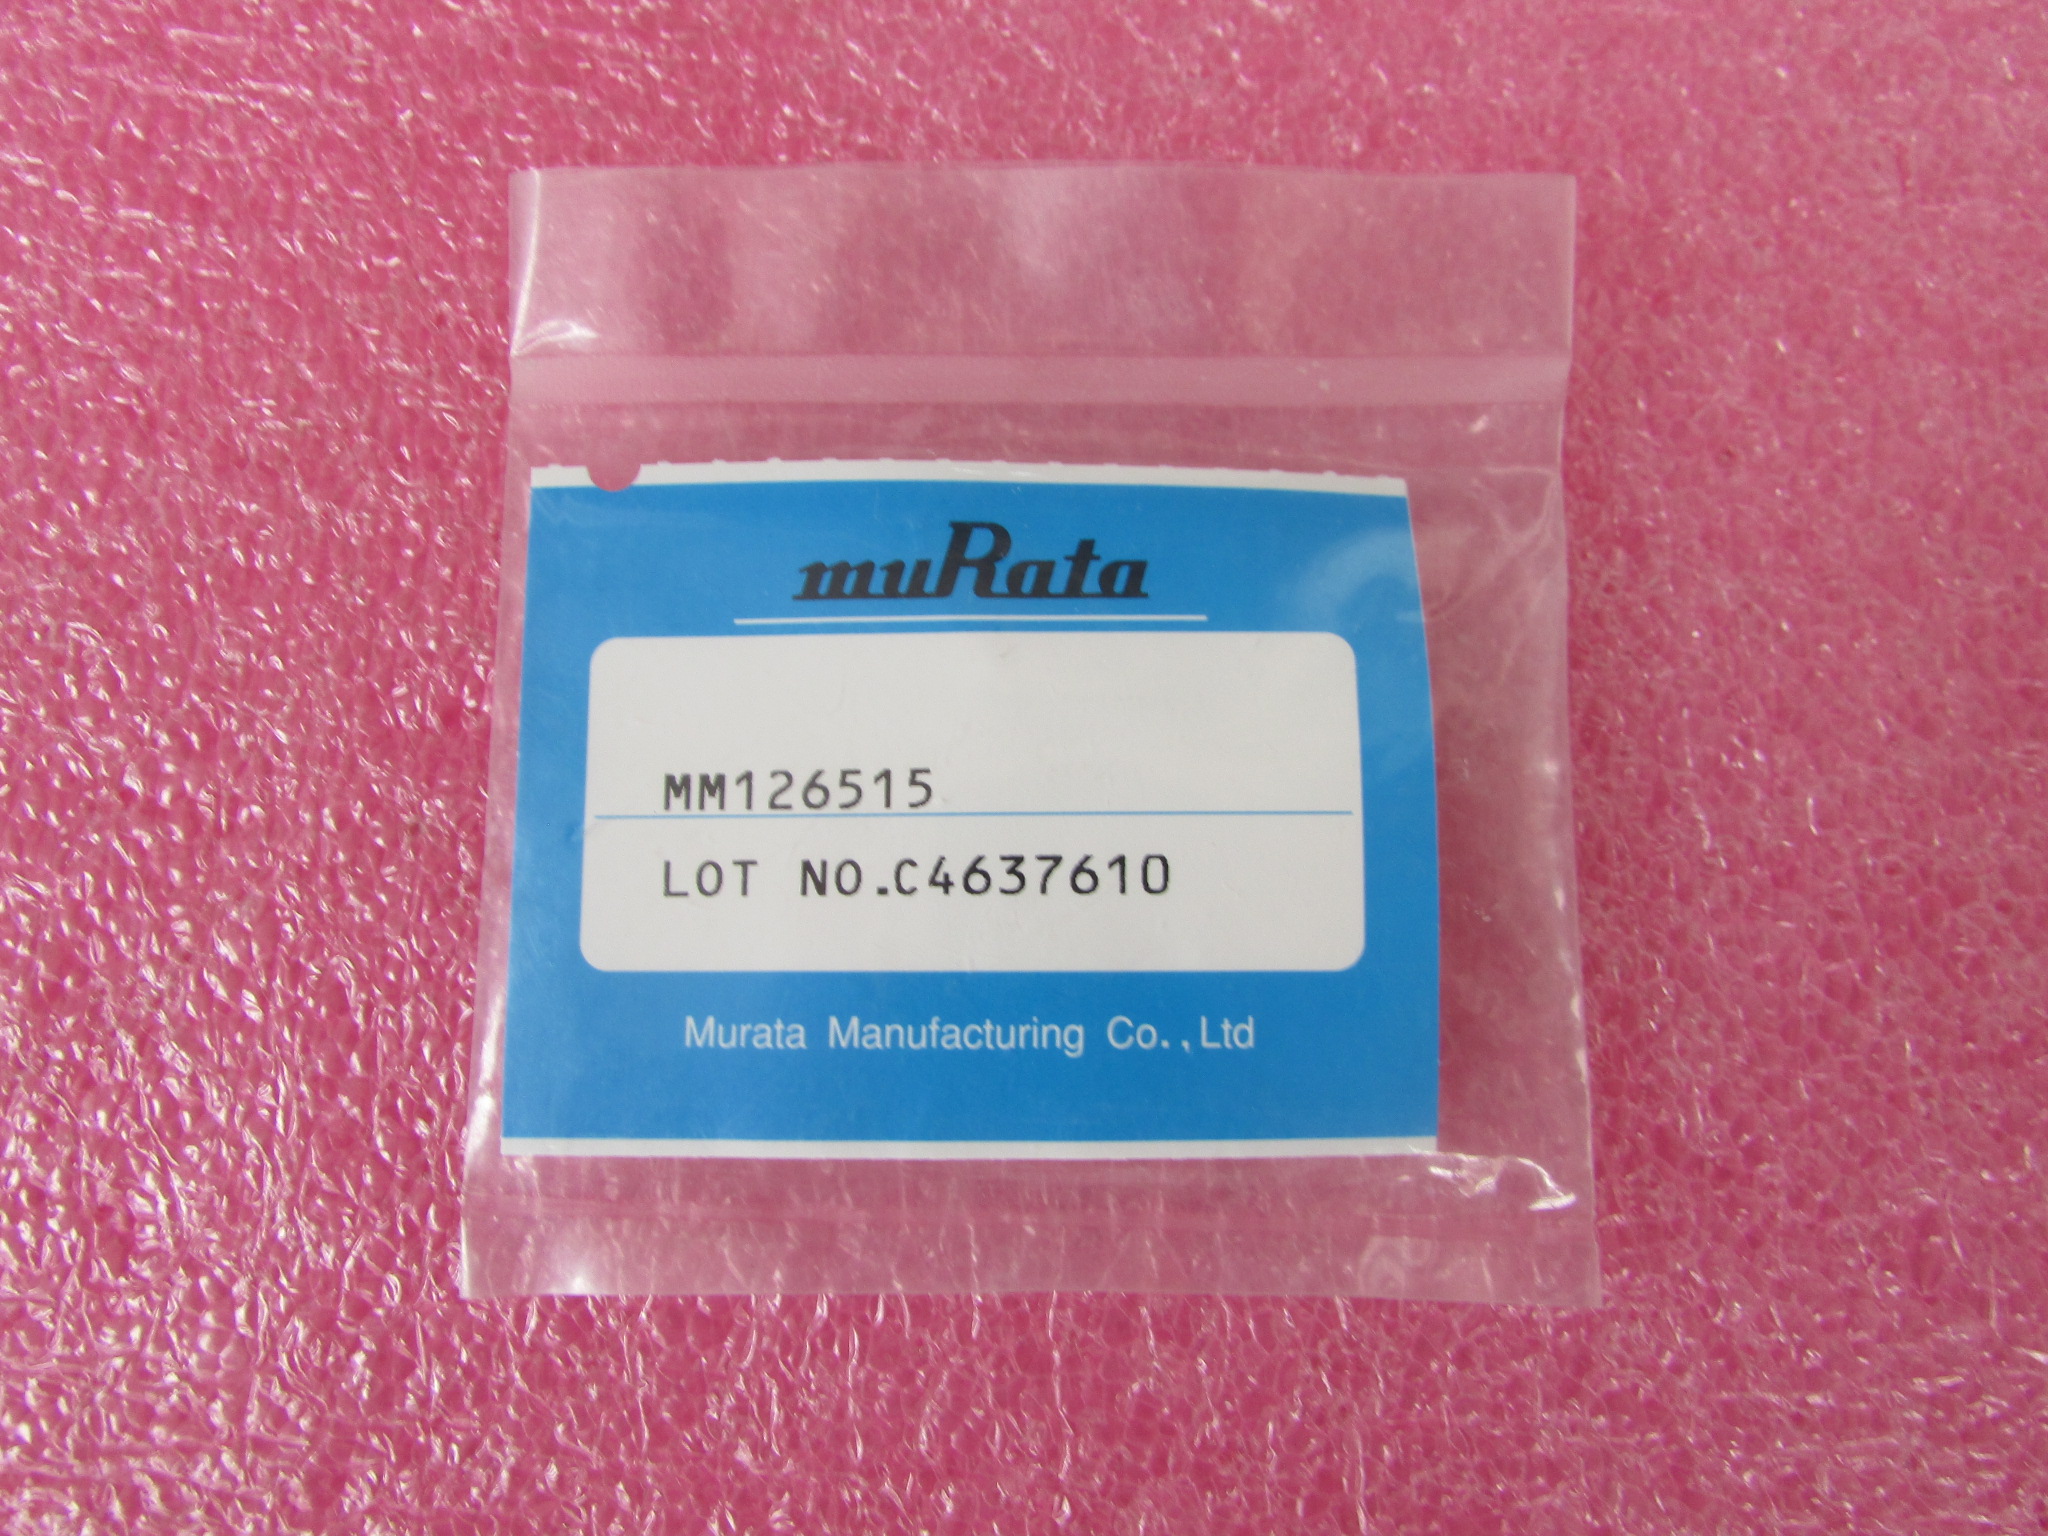 muRata
MM126515
LOT NO.C4637610
Murata Manufacturing Co.,Ltd